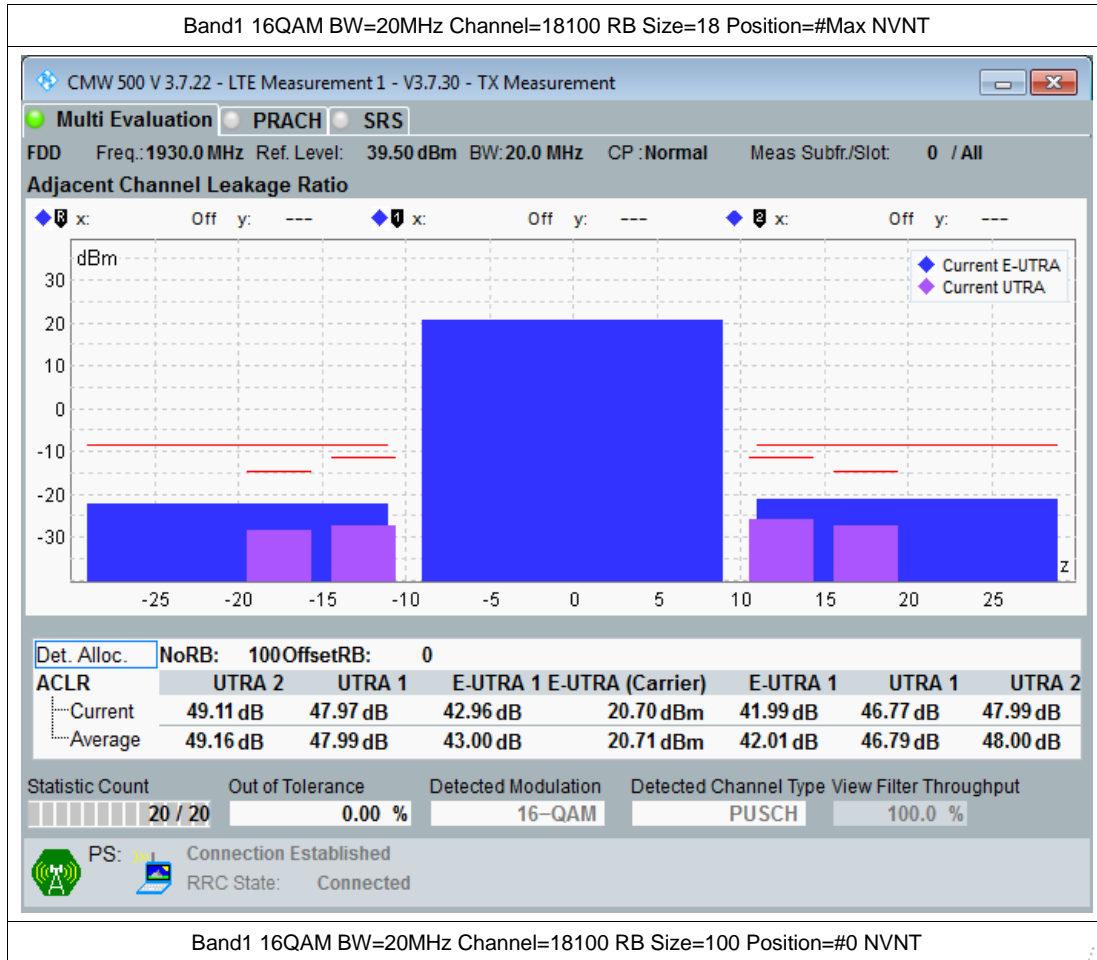 Band1 16QAM BW=20MHz Channel=18100 RB Size=18 Position=#Max NVNT
CMW 500 V 3.7.22 - LTE Measurement 1 - V3.7.30 - TX Measurement
Multi Evaluation PRACH SRS
FDD Freq.:1930.0 MHz Ref. Level: 39.50 dBm BW:20.0 MHz CP :Normal Meas Subfr./Slot: 0 / All
Adjacent Channel Leakage Ratio
R x: Off y: --- 1 x: Off y: --- 2 x: Off y: ---
dBm
Current E-UTRA
Current UTRA
30
20
10
0
-10
-20
-30
z
-25 -20 -15 -10 -5 0 5 10 15 20 25
Det. Alloc. NoRB: 100 OffsetRB: 0
ACLR UTRA 2 UTRA 1 E-UTRA 1 E-UTRA (Carrier) E-UTRA 1 UTRA 1 UTRA 2
Current 49.11 dB 47.97 dB 42.96 dB 20.70 dBm 41.99 dB 46.77 dB 47.99 dB
Average 49.16 dB 47.99 dB 43.00 dB 20.71 dBm 42.01 dB 46.79 dB 48.00 dB
Statistic Count Out of Tolerance Detected Modulation Detected Channel Type View Filter Throughput
20 / 20 0.00 % 16-QAM PUSCH 100.0 %
PS: Connection Established
RRC State: Connected
Band1 16QAM BW=20MHz Channel=18100 RB Size=100 Position=#0 NVNT